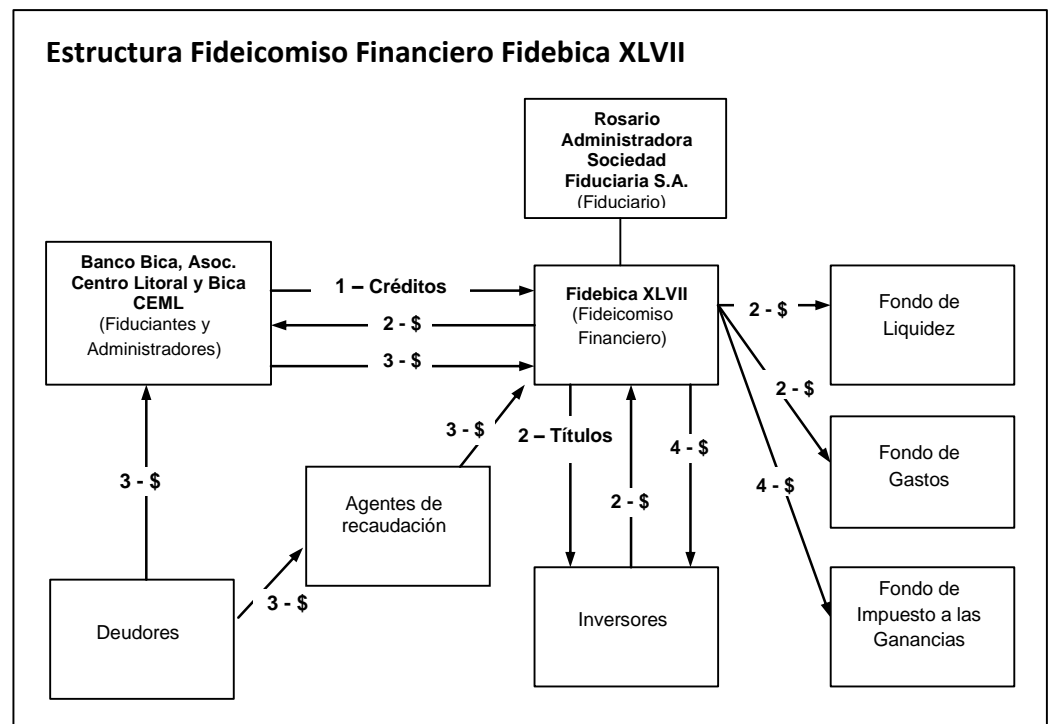 Estructura Fideicomiso Financiero Fidebica XLVII
Rosario
Administradora
Sociedad
Fiduciaria S.A.
(Fiduciario)
Banco Bica, Asoc.
Centro Litoral y Bica
CEML
(Fiduciantes y
Administradores)
1 – Créditos
2 - $
3 - $
Fidebica XLVII
(Fideicomiso
Financiero)
2 - $
Fondo de
Liquidez
2 - $
Fondo de
Gastos
4 - $
Fondo de
Impuesto a las
Ganancias
3 - $
3 - $
2 – Títulos
4 - $
2 - $
Agentes de
recaudación
3 - $
Deudores
Inversores